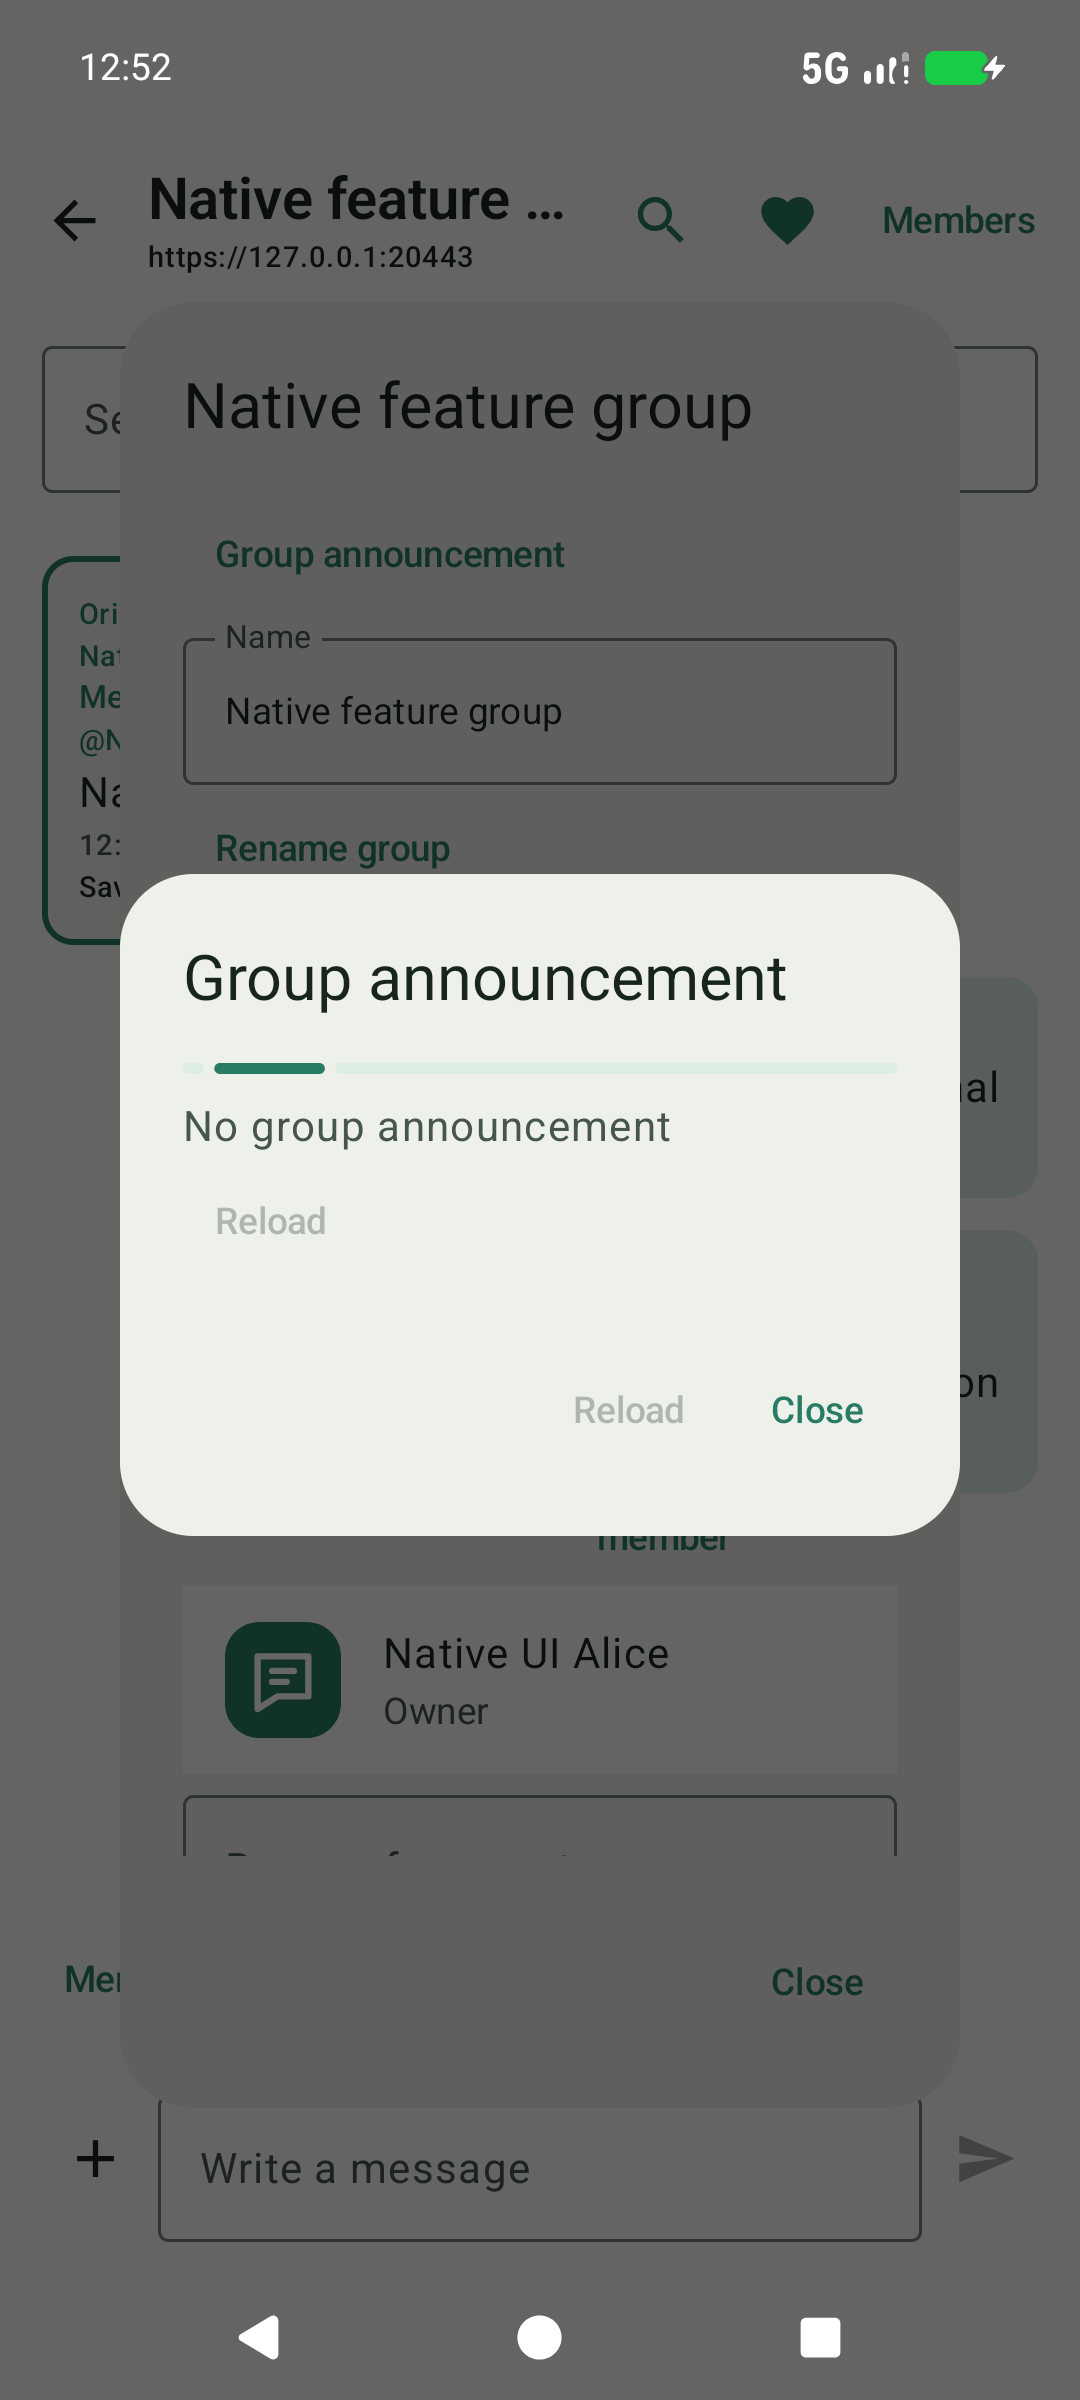 12:52
5G
Native feature ...
https://127.0.0.1:20443
Members
Native feature group
Group announcement
Name
Native feature group
Rename group
12:
Group announcement
No group announcement
Reload
Reload Close
member
Native UI Alice
Owner
Close
Write a message